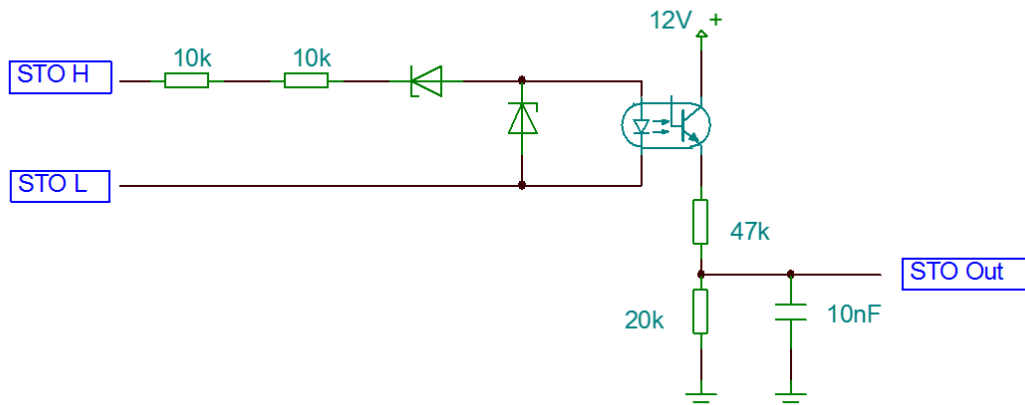 12V +
10k
10k
STO H
STO L
47k
STO Out
20k
10nF